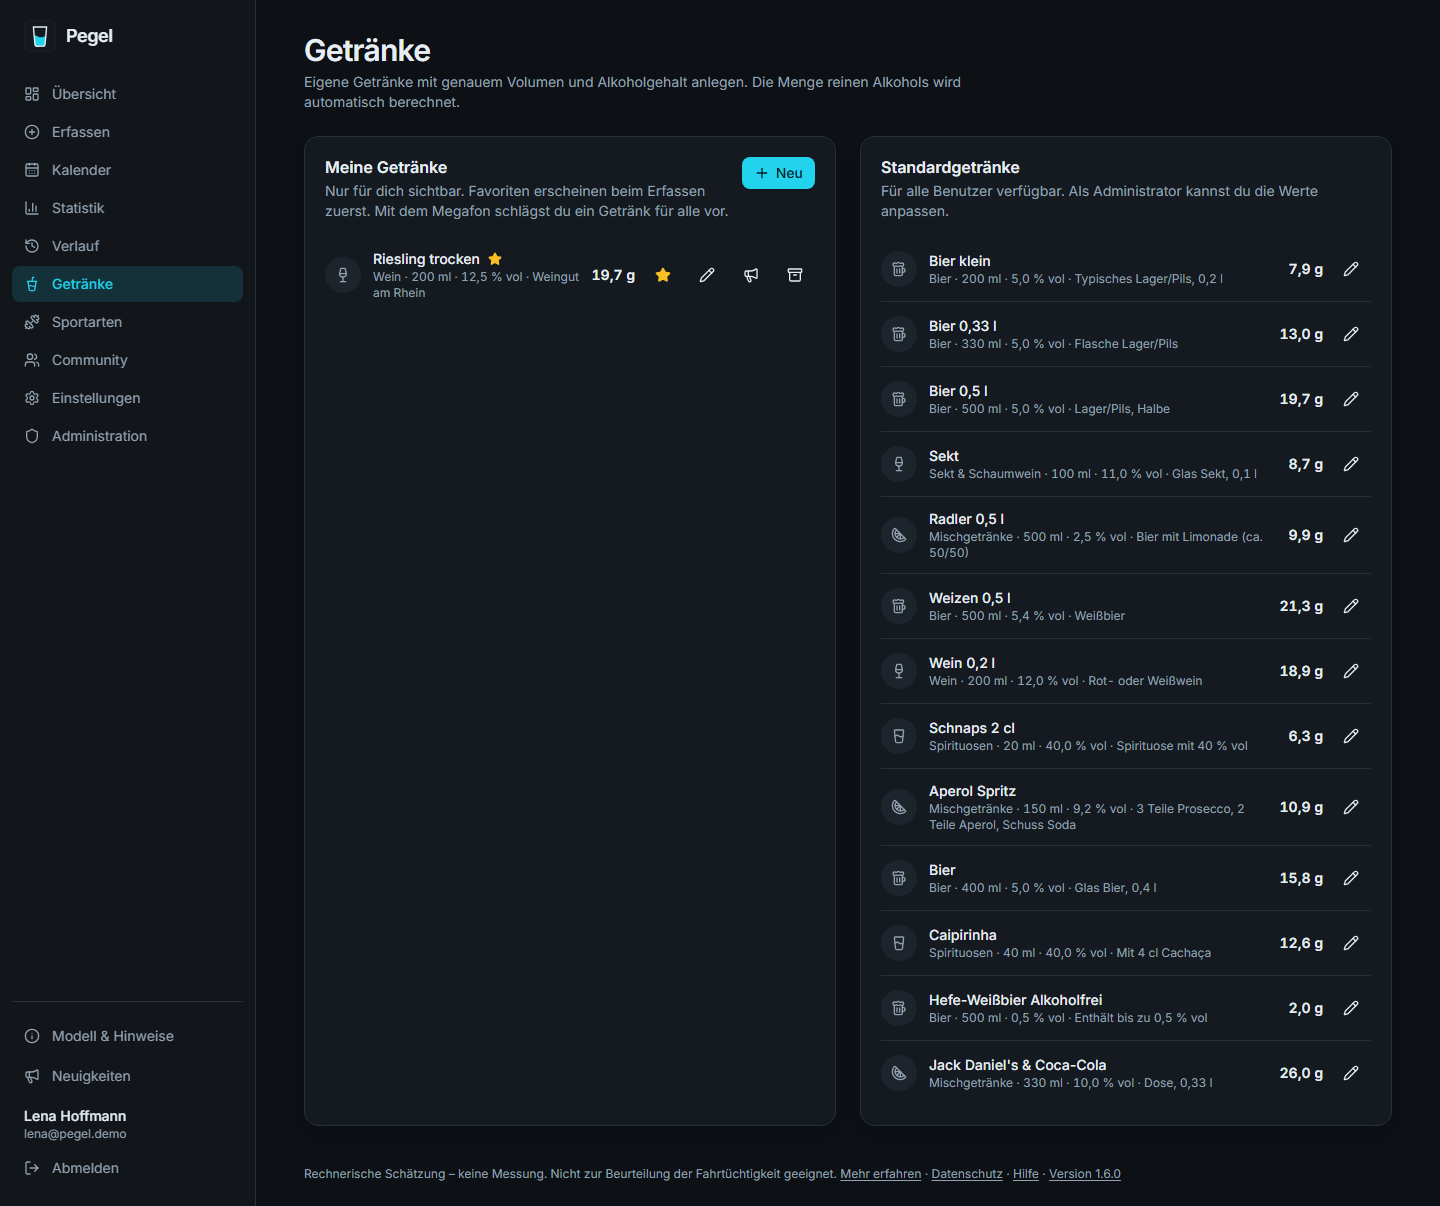 Pegel
Übersicht
Erfassen
Kalender
Statistik
Verlauf
Getränke
Sportarten
Community
Einstellungen
Administration
Modell & Hinweise
Neuigkeiten
Lena Hoffmann
lena@pegel.demo
Abmelden
Getränke
Eigene Getränke mit genauem Volumen und Alkoholgehalt anlegen. Die Menge reinen Alkohols wird
automatisch berechnet.
Meine Getränke
Nur für dich sichtbar. Favoriten erscheinen beim Erfassen
zuerst. Mit dem Megafon schlägst du ein Getränk für alle vor.
Neu
Riesling trocken
Wein · 200 ml · 12,5 % vol · Weingut
am Rhein
19,7 g
Standardgetränke
Für alle Benutzer verfügbar. Als Administrator kannst du die Werte
anpassen.
Bier klein
Bier · 200 ml · 5,0 % vol · Typisches Lager/Pils, 0,2 l
7,9 g
Bier 0,33 l
Bier · 330 ml · 5,0 % vol · Flasche Lager/Pils
13,0 g
Bier 0,5 l
Bier · 500 ml · 5,0 % vol · Lager/Pils, Halbe
19,7 g
Sekt
Sekt & Schaumwein · 100 ml · 11,0 % vol · Glas Sekt, 0,1 l
8,7 g
Radler 0,5 l
Mischgetränke · 500 ml · 2,5 % vol · Bier mit Limonade (ca.
50/50)
9,9 g
Weizen 0,5 l
Bier · 500 ml · 5,4 % vol · Weißbier
21,3 g
Wein 0,2 l
Wein · 200 ml · 12,0 % vol · Rot- oder Weißwein
18,9 g
Schnaps 2 cl
Spirituosen · 20 ml · 40,0 % vol · Spirituose mit 40 % vol
6,3 g
Aperol Spritz
Mischgetränke · 150 ml · 9,2 % vol · 3 Teile Prosecco, 2
Teile Aperol, Schuss Soda
10,9 g
Bier
Bier · 400 ml · 5,0 % vol · Glas Bier, 0,4 l
15,8 g
Caipirinha
Spirituosen · 40 ml · 40,0 % vol · Mit 4 cl Cachaça
12,6 g
Hefe-Weißbier Alkoholfrei
Bier · 500 ml · 0,5 % vol · Enthält bis zu 0,5 % vol
2,0 g
Jack Daniel's & Coca-Cola
Mischgetränke · 330 ml · 10,0 % vol · Dose, 0,33 l
26,0 g
Rechnerische Schätzung – keine Messung. Nicht zur Beurteilung der Fahrtüchtigkeit geeignet. Mehr erfahren · Datenschutz · Hilfe · Version 1.6.0